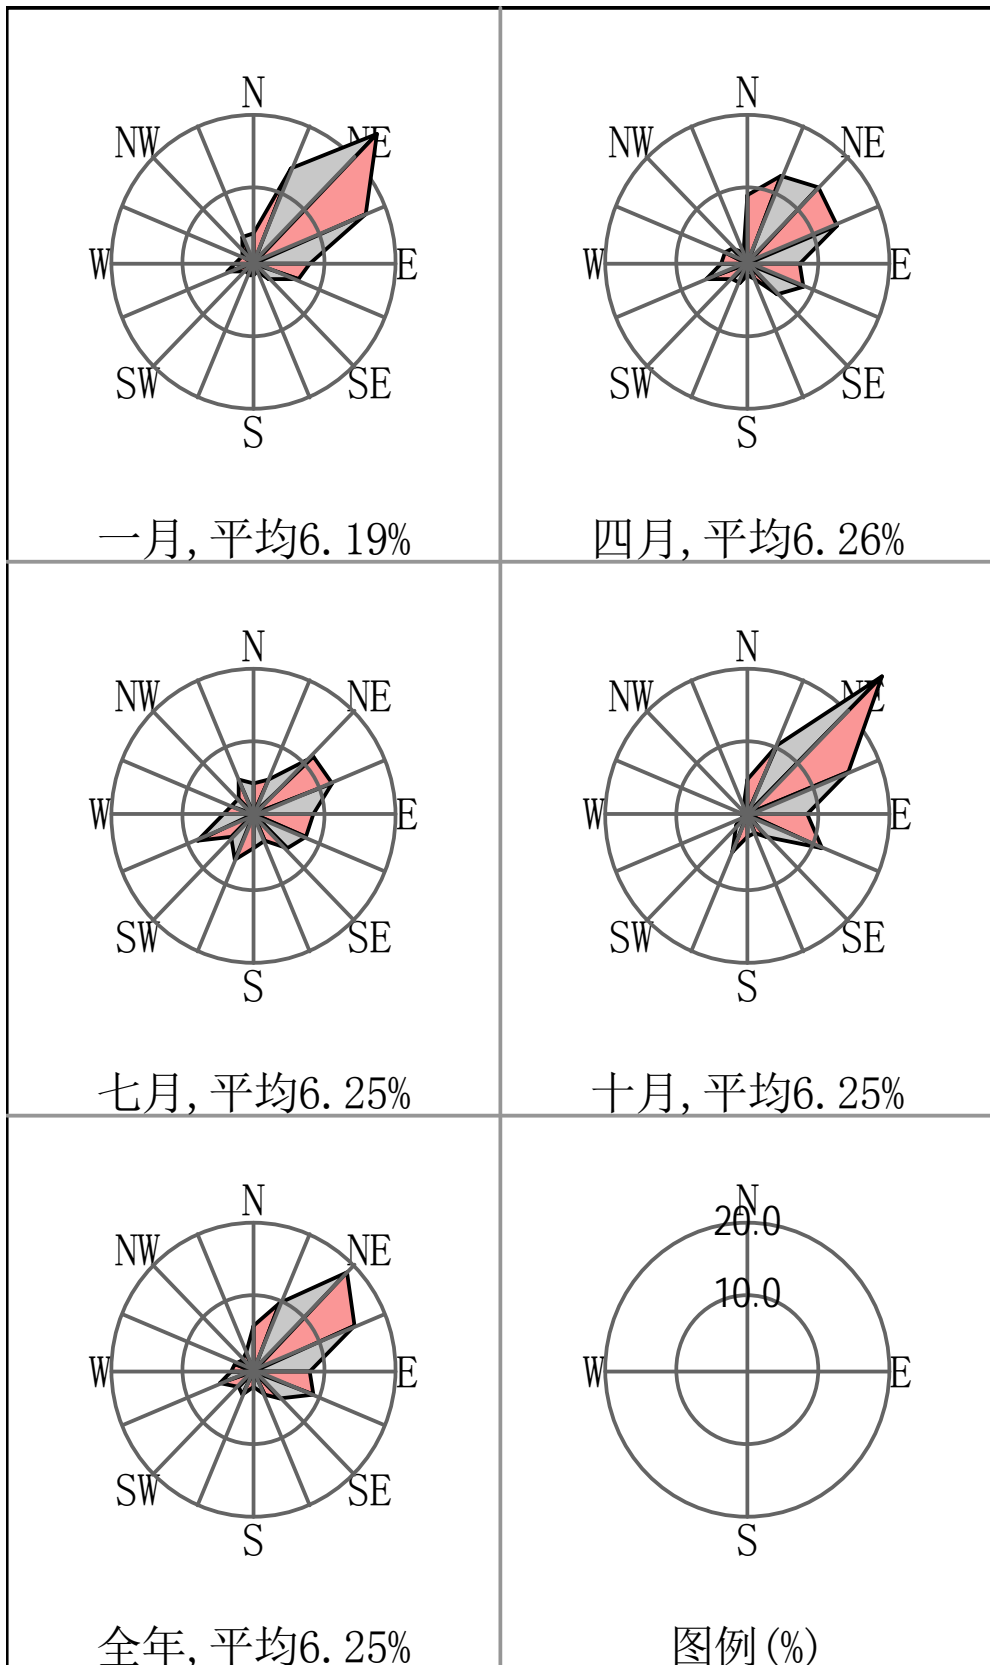 N
NW NE
W E
SW SE
S
一月,平均6.19%
N
NW NE
W E
SW SE
S
四月,平均6.26%
N
NW NE
W E
SW SE
S
七月,平均6.25%
N
NW NE
W E
SW SE
S
十月,平均6.25%
N
NW NE
W E
SW SE
S
全年,平均6.25%
N
20.0
10.0
W E
S
图例(%)